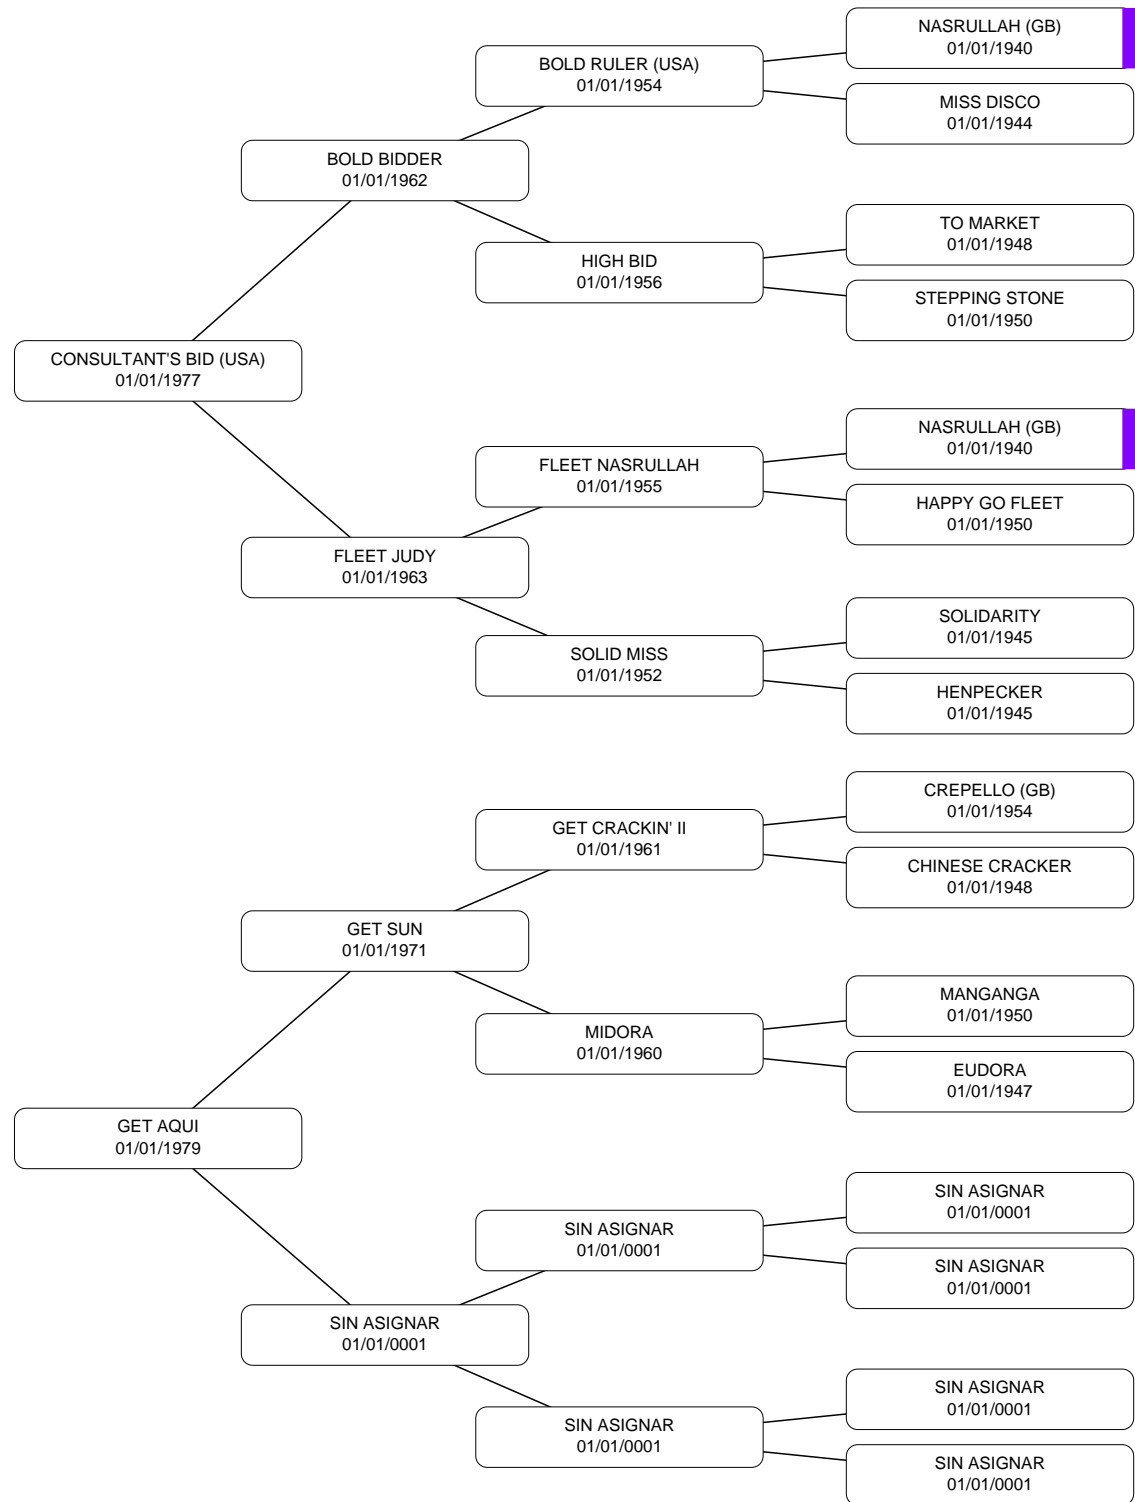 NASRULLAH (GB)
01/01/1940
BOLD RULER (USA)
01/01/1954
MISS DISCO
01/01/1944
BOLD BIDDER
01/01/1962
TO MARKET
01/01/1948
HIGH BID
01/01/1956
STEPPING STONE
01/01/1950
CONSULTANT'S BID (USA)
01/01/1977
NASRULLAH (GB)
01/01/1940
FLEET NASRULLAH
01/01/1955
HAPPY GO FLEET
01/01/1950
FLEET JUDY
01/01/1963
SOLIDARITY
01/01/1945
SOLID MISS
01/01/1952
HENPECKER
01/01/1945
CREPELLO (GB)
01/01/1954
GET CRACKIN' II
01/01/1961
CHINESE CRACKER
01/01/1948
GET SUN
01/01/1971
MANGANGA
01/01/1950
MIDORA
01/01/1960
EUDORA
01/01/1947
GET AQUI
01/01/1979
SIN ASIGNAR
01/01/0001
SIN ASIGNAR
01/01/0001
SIN ASIGNAR
01/01/0001
SIN ASIGNAR
01/01/0001
SIN ASIGNAR
01/01/0001
SIN ASIGNAR
01/01/0001
SIN ASIGNAR
01/01/0001